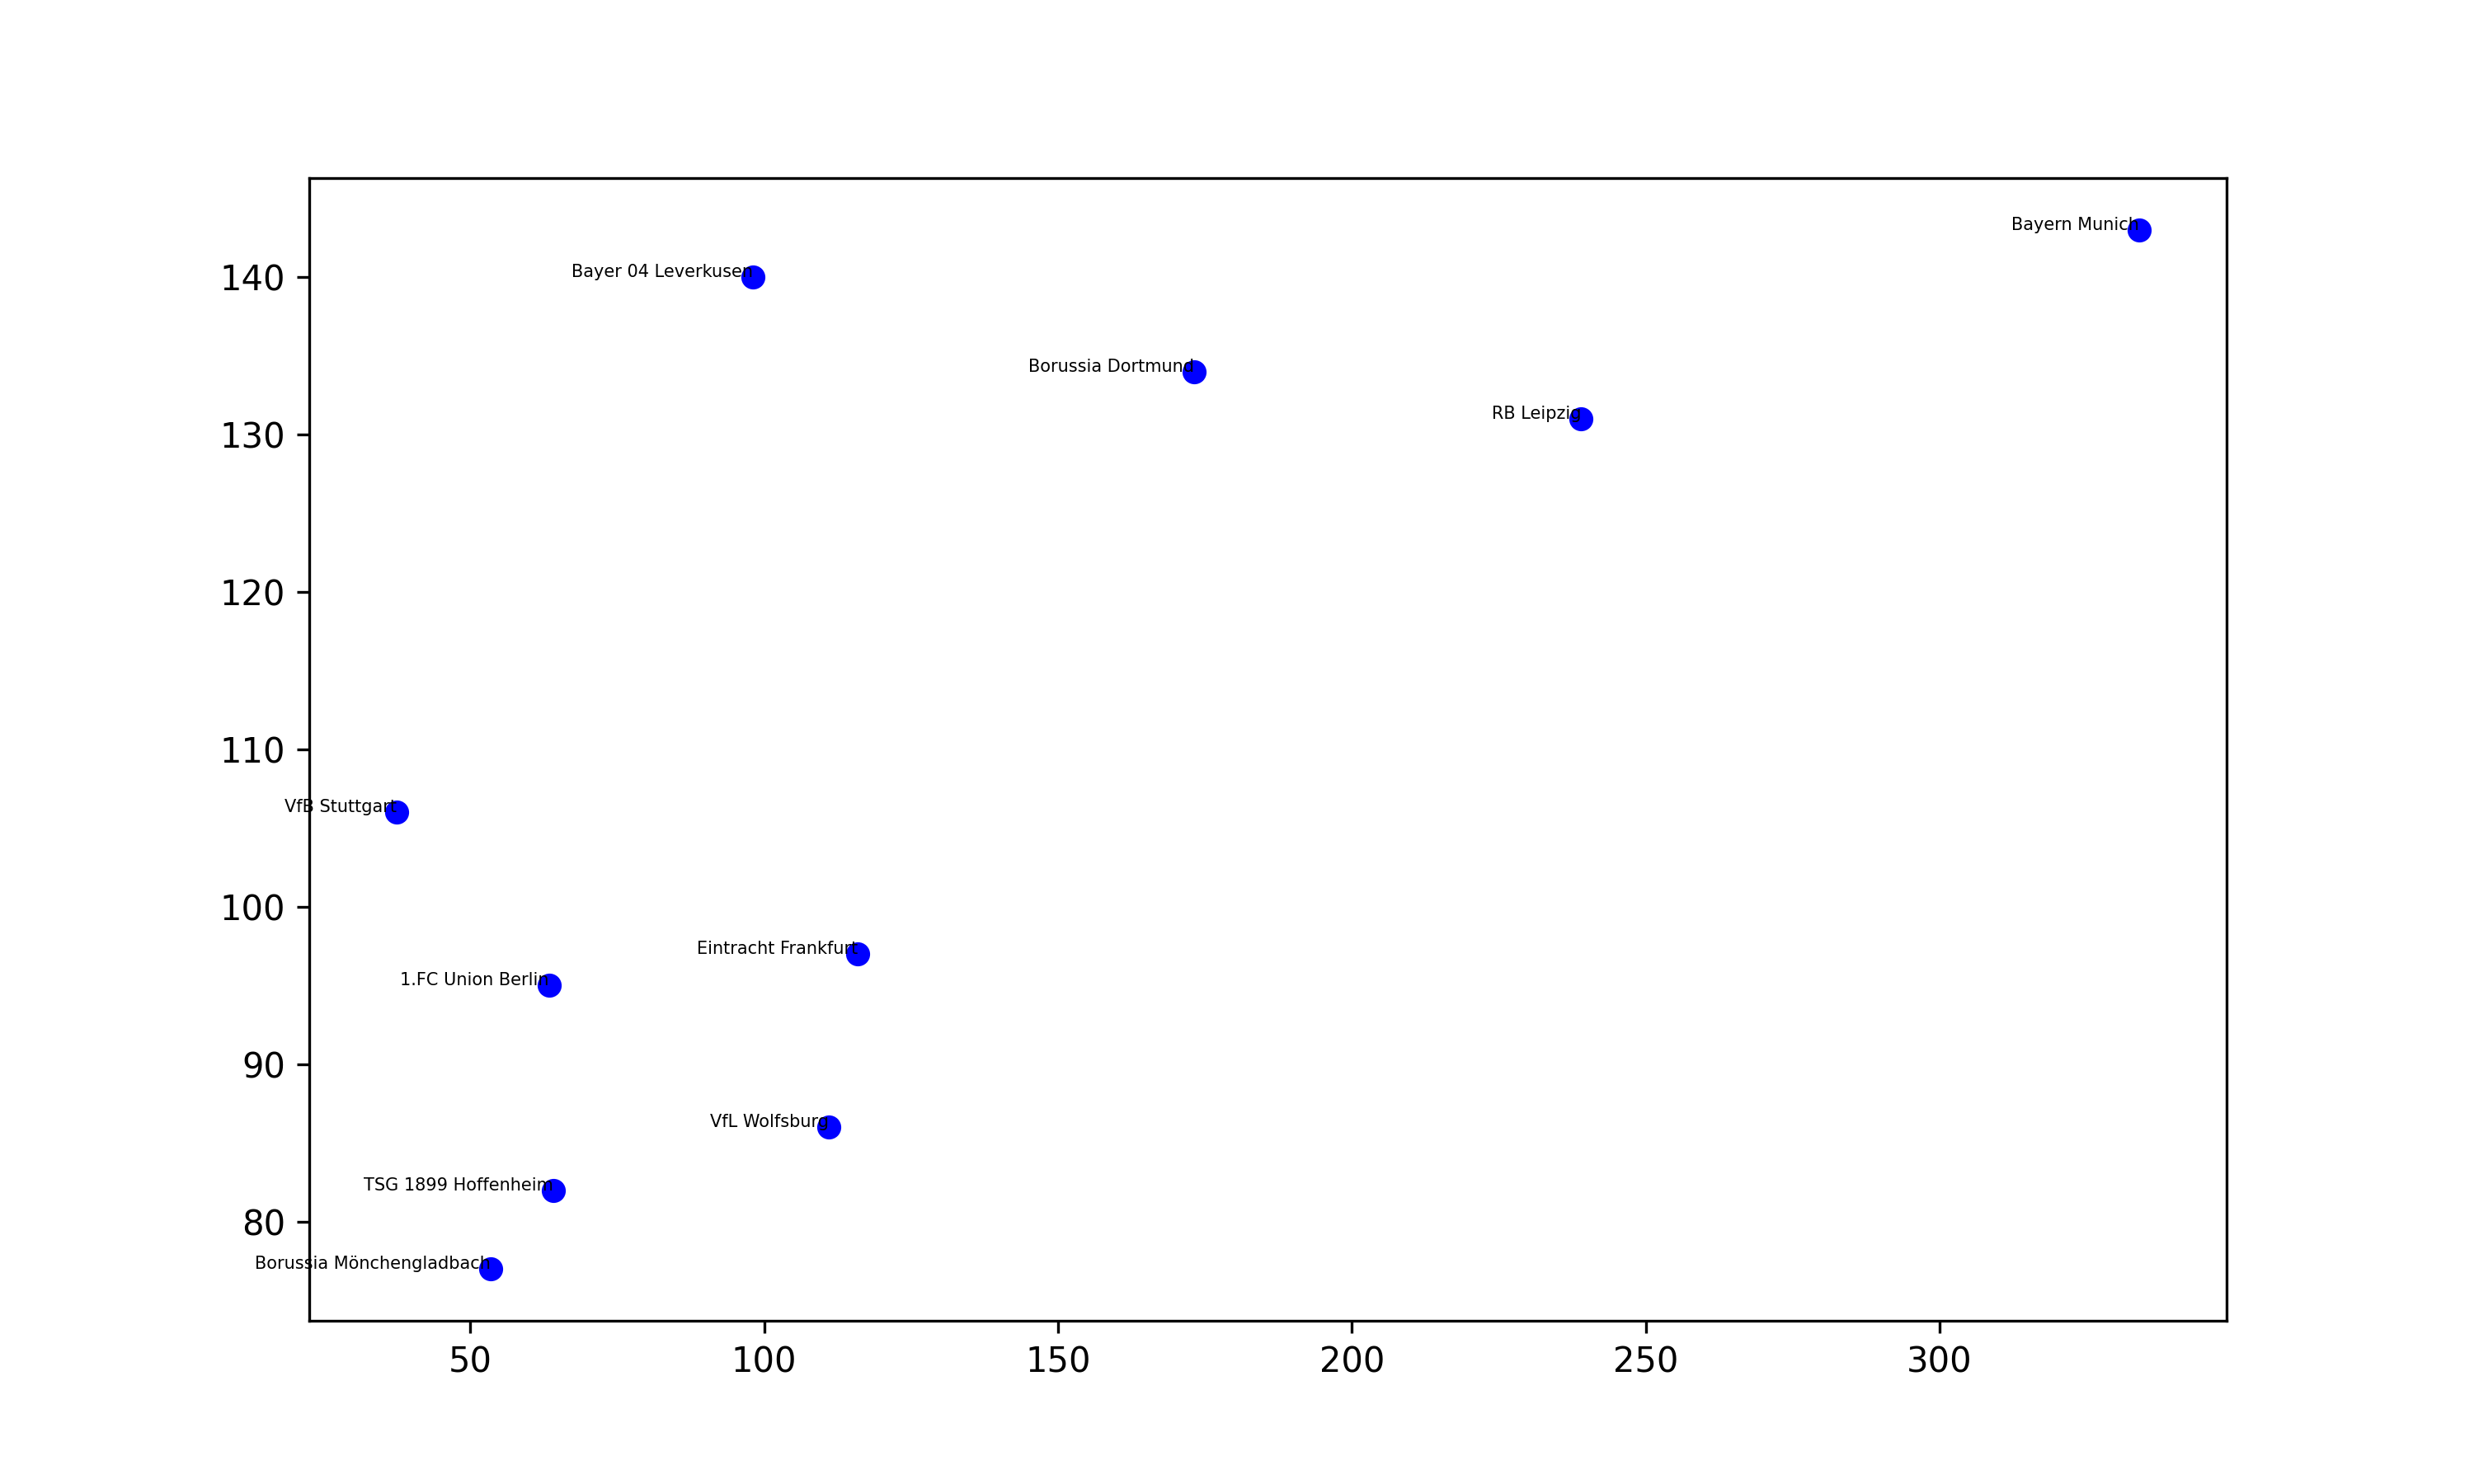 Bayern Munich
Bayer 04 Leverkusen
140
Borussia Dortmund
RB Leipzig
130
120
110
VfB Stuttgart
100
Eintracht Frankfurt
1.FC Union Berlin
90
VfL Wolfsburg
TSG 1899 Hoffenheim
80
Borussia Mönchengladbach
50 100 150 200 250 300